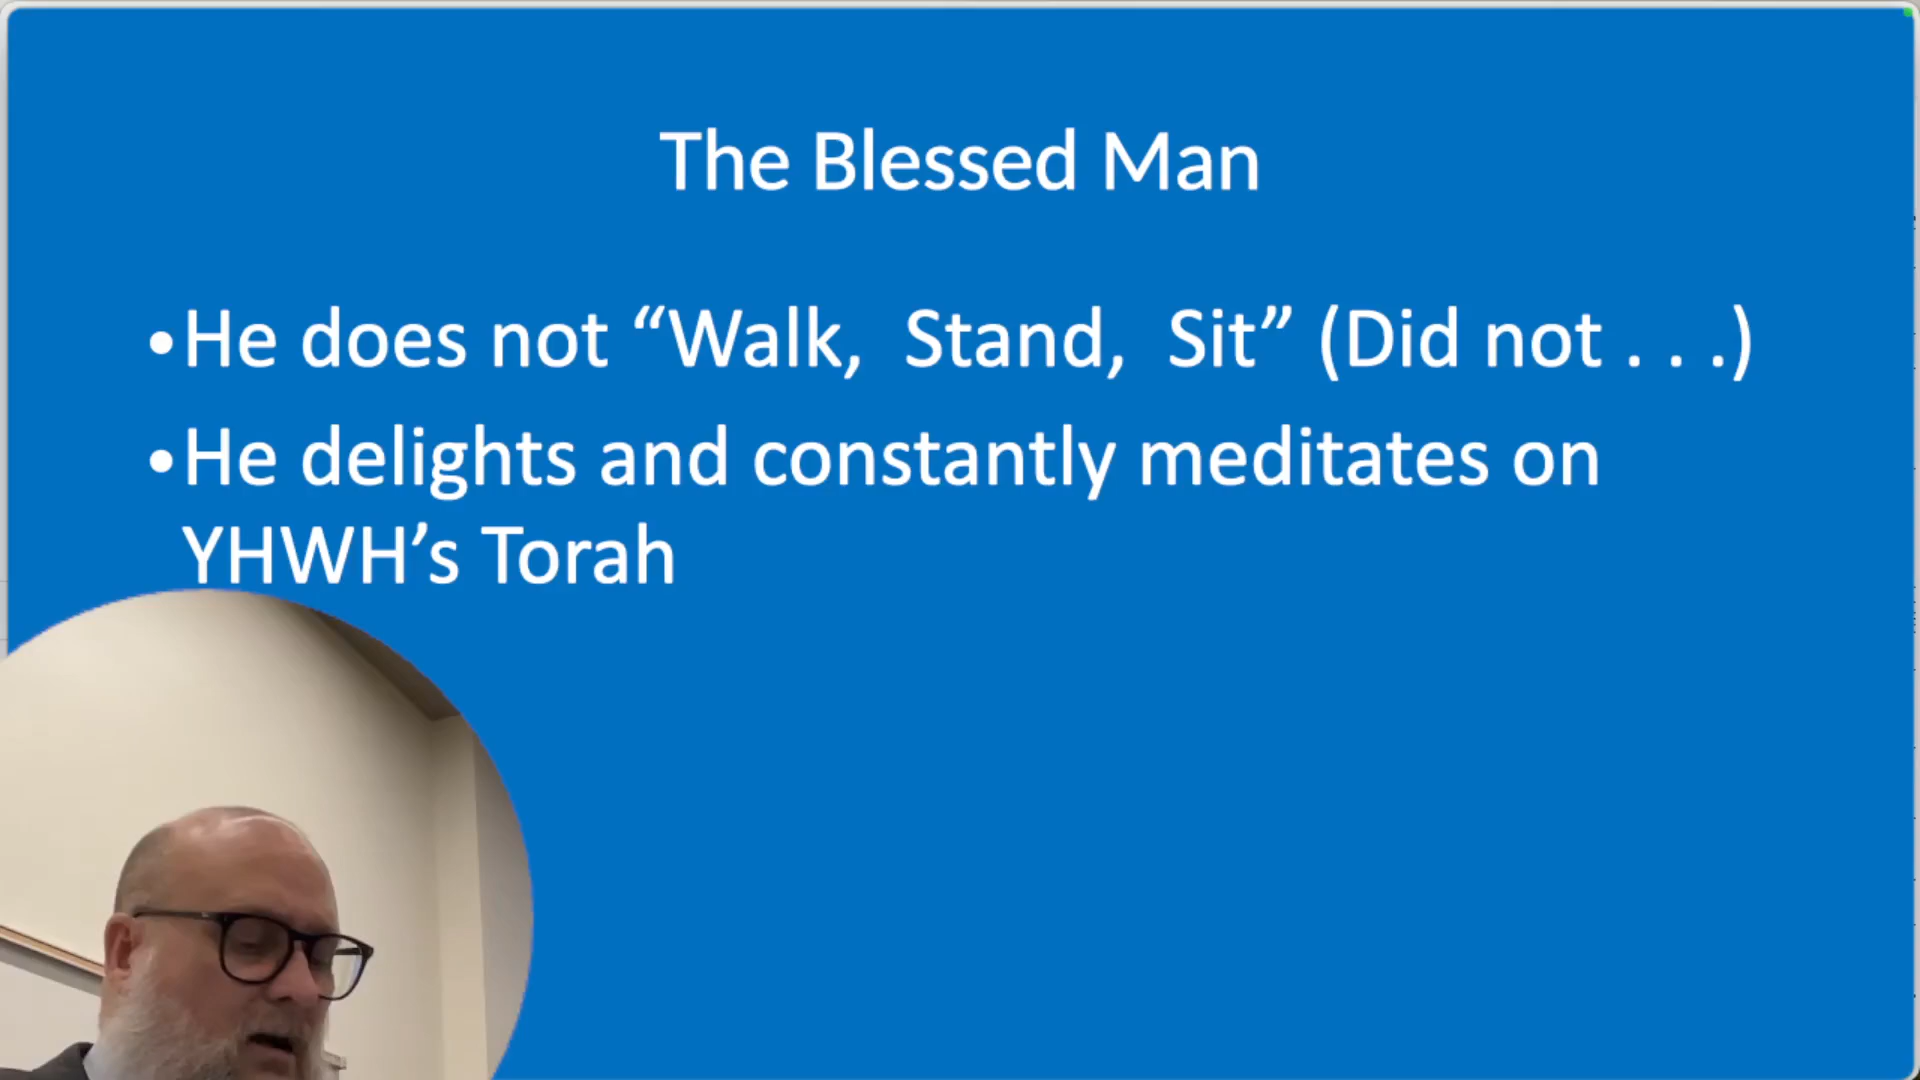 The Blessed Man
•He does not “Walk,  Stand,  Sit” (Did not . . .)
•He delights and constantly meditates on
YHWH’s Torah